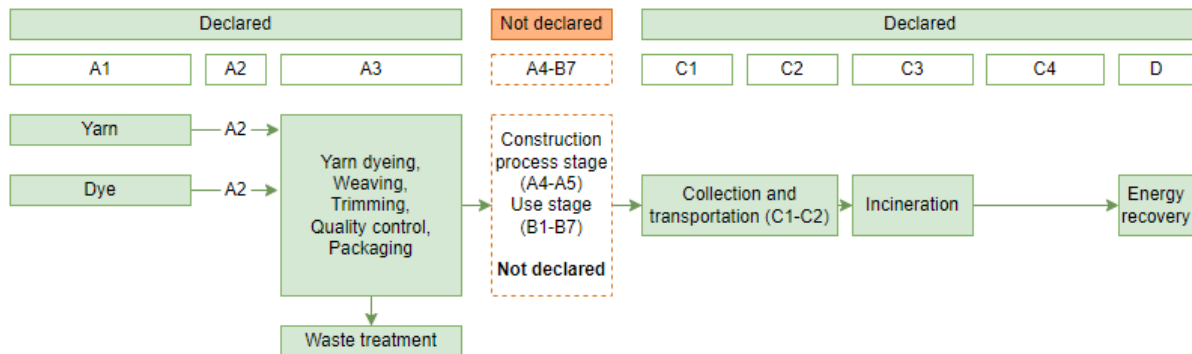 Declared
Not declared
Declared
A1
A2
A3
A4-B7
C1
C2
C3
C4
D
Yarn
A2
Dye
A2
Yarn dyeing,
Weaving,
Trimming,
Quality control,
Packaging
Waste treatment
Construction
process stage
(A4-A5)
Use stage
(B1-B7)
Not declared
Collection and
transportation (C1-C2)
Incineration
Energy
recovery